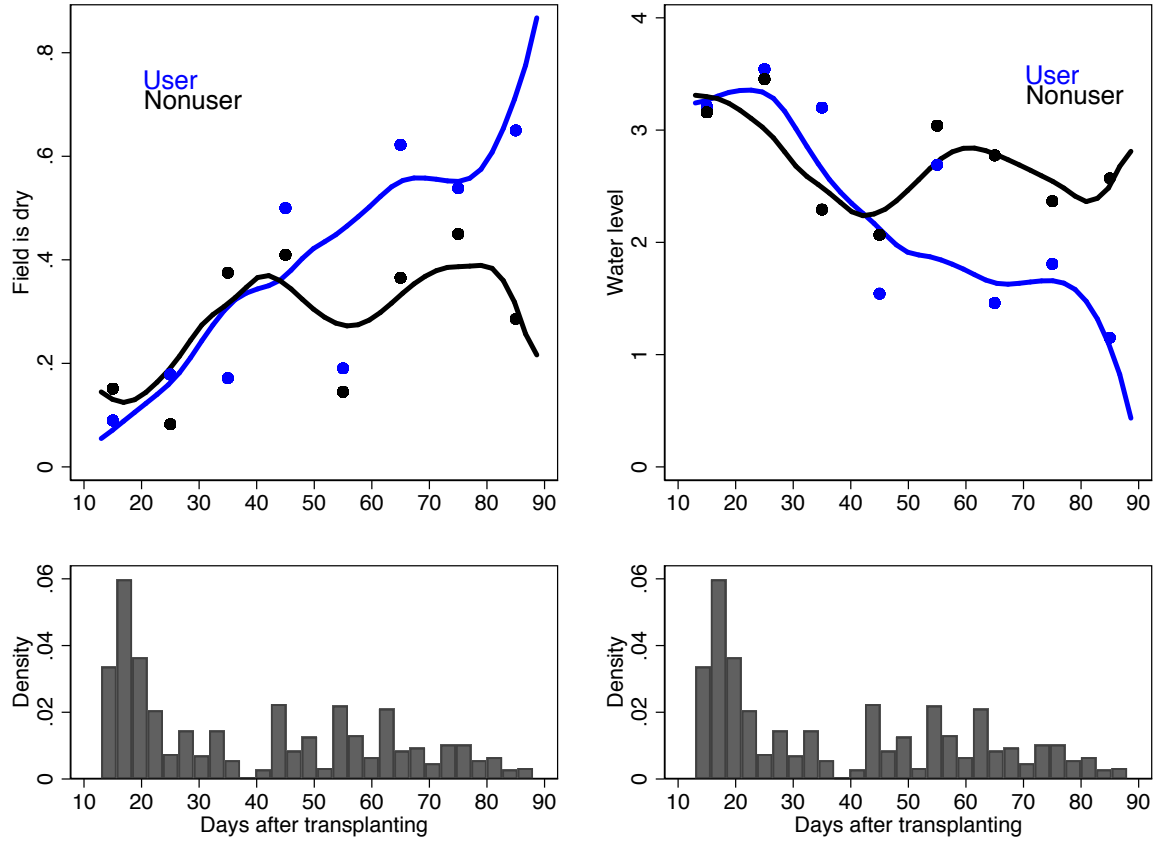 User
Nonuser
Field is dry
.8
.6
.4
.2
0
10 20 30 40 50 60 70 80 90
User
Nonuser
Water level
4
3
2
1
0
10 20 30 40 50 60 70 80 90
Density
.06
.04
.02
0
10 20 30 40 50 60 70 80 90
Days after transplanting
Density
.06
.04
.02
0
10 20 30 40 50 60 70 80 90
Days after transplanting